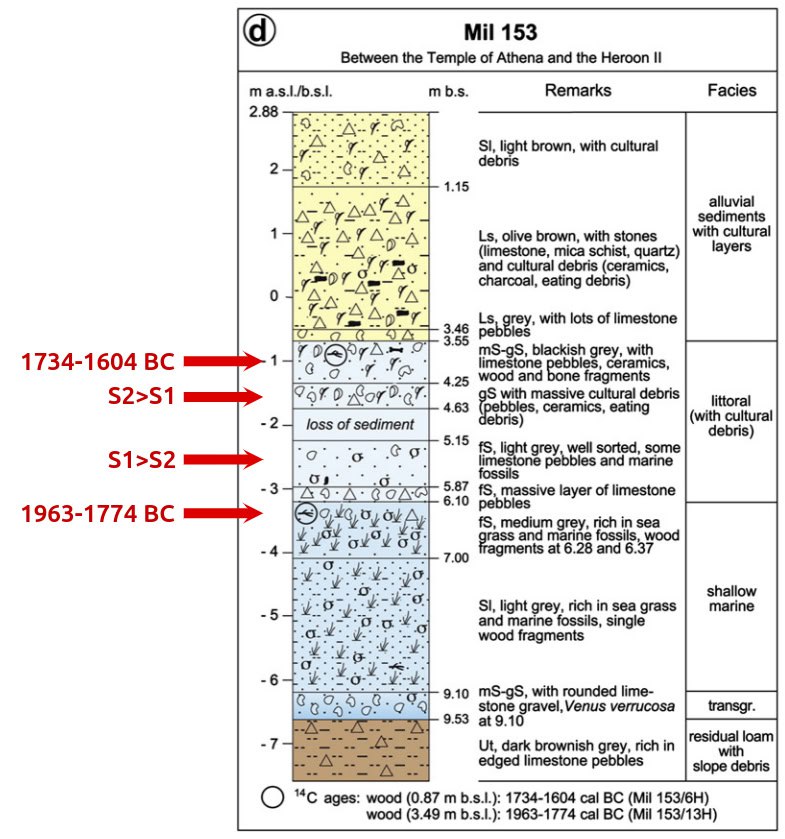 d
Mil 153
Between the Temple of Athena and the Heroon II
m a.s.l./b.s.l.
m b.s.
Remarks
Facies
2.88
Sl, light brown, with cultural
debris
2
1.15
alluvial
sediments
with cultural
layers
1
Ls, olive brown, with stones
(limestone, mica schist, quartz)
and cultural debris (ceramics,
charcoal, eating debris)
0
Ls, grey, with lots of limestone
pebbles
3.46
3.55
1734-1604 BC
- 1
mS-gS, blackish grey, with
limestone pebbles, ceramics,
wood and bone fragments
4.25
S2>S1
gS with massive cultural debris
(pebbles, ceramics, eating
debris)
4.63
littoral
(with cultural
debris)
- 2
loss of sediment
5.15
S1>S2
fS, light grey, well sorted, some
limestone pebbles and marine
fossils
5.87
- 3
fS, massive layer of limestone
pebbles
6.10
1963-1774 BC
fS, medium grey, rich in sea
grass and marine fossils, wood
fragments at 6.28 and 6.37
- 4
7.00
shallow
marine
- 5
Sl, light grey, rich in sea grass
and marine fossils, single
wood fragments
- 6
9.10
mS-gS, with rounded lime-
stone gravel, Venus verrucosa
at 9.10
transgr.
9.53
- 7
Ut, dark brownish grey, rich in
edged limestone pebbles
residual loam
with
slope debris
14C ages: wood (0.87 m b.s.l.): 1734-1604 cal BC (Mil 153/6H)
wood (3.49 m b.s.l.): 1963-1774 cal BC (Mil 153/13H)